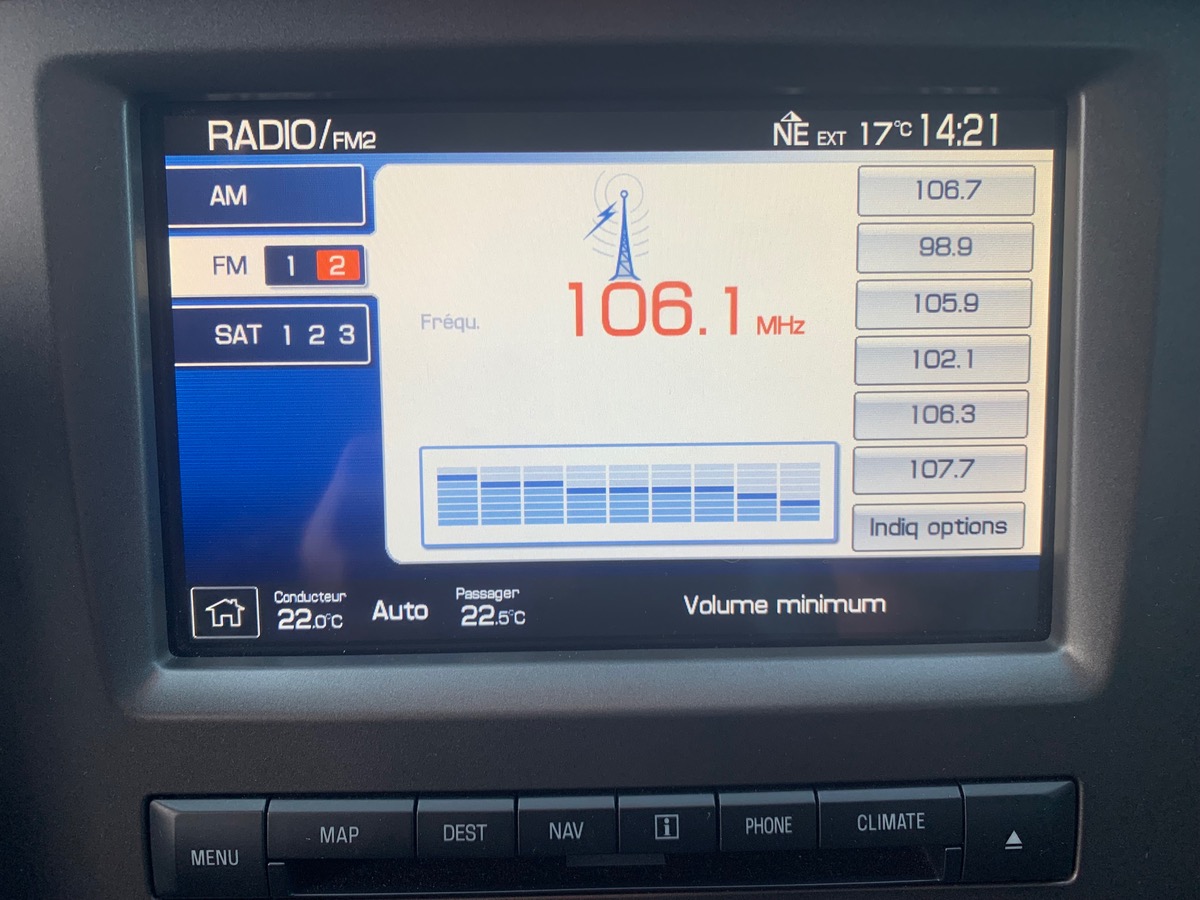 RADIO/FM2
NE EXT 17°C 14:21
AM
FM 1 2
SAT 1 2 3
Fréqu. 106.1 MHz
106.7
98.9
105.9
102.1
106.3
107.7
Indiq options
Conducteur
22.0°C
Auto
Passager
22.5°C
Volume minimum
MENU
MAP
DEST
NAV
i
PHONE
CLIMATE